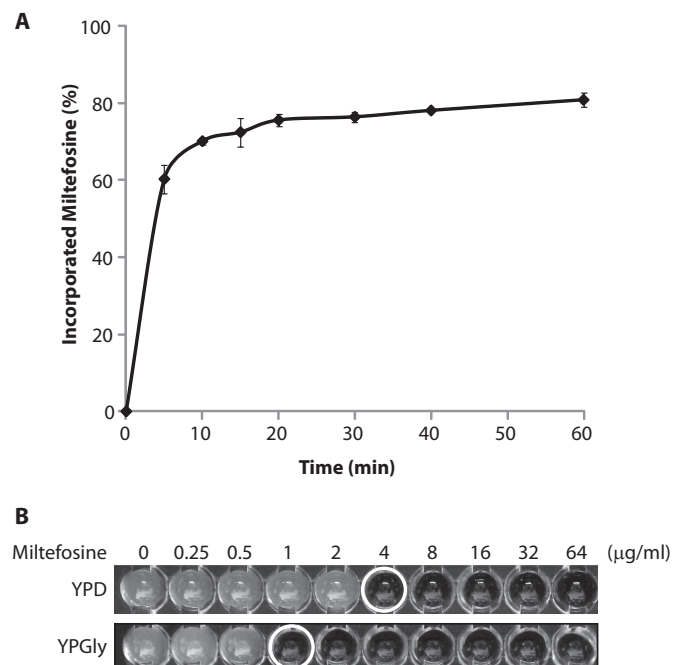 A
100
80
60
40
20
0
Incorporated Miltefosine (%)
0 10 20 30 40 50 60
Time (min)
B
Miltefosine 0 0.25 0.5 1 2 4 8 16 32 64 (µg/ml)
YPD
YPGly